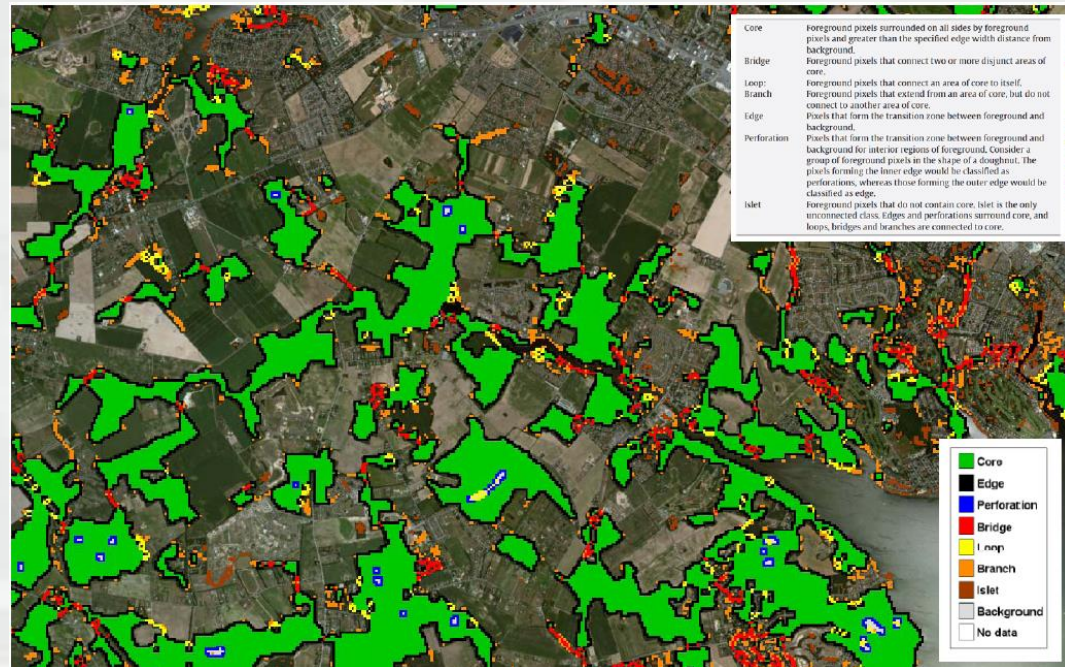 Core Foreground pixels surrounded on all sides by foreground
pixels and greater than the specified edge width distance from
background.
Bridge Foreground pixels that connect two or more disjunct areas of
core.
Loop: Foreground pixels that connect an area of core to itself.
Branch Foreground pixels that extend from an area of core, but do not
connect to another area of core.
Edge Pixels that form the transition zone between foreground and
background.
Perforation Pixels that form the transition zone between foreground and
background for interior regions of foreground. Consider a
group of foreground pixels in the shape of a doughnut. The
pixels forming the inner edge would be classified as
perforations, whereas those forming the outer edge would be
classified as edge.
Islet Foreground pixels that do not contain core. Islet is the only
unconnected class. Edges and perforations surround core, and
loops, bridges and branches are connected to core.
Core
Edge
Perforation
Bridge
Loop
Branch
Islet
Background
No data